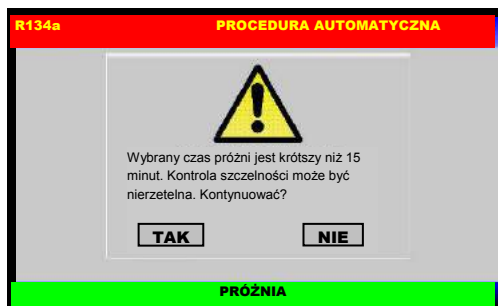 R134a PROCEDURA AUTOMATYCZNA
Wybrany czas próżni jest krótszy niż 15
minut. Kontrola szczelności może być
nierzetelna. Kontynuować?
TAK NIE
PRÓŻNIA